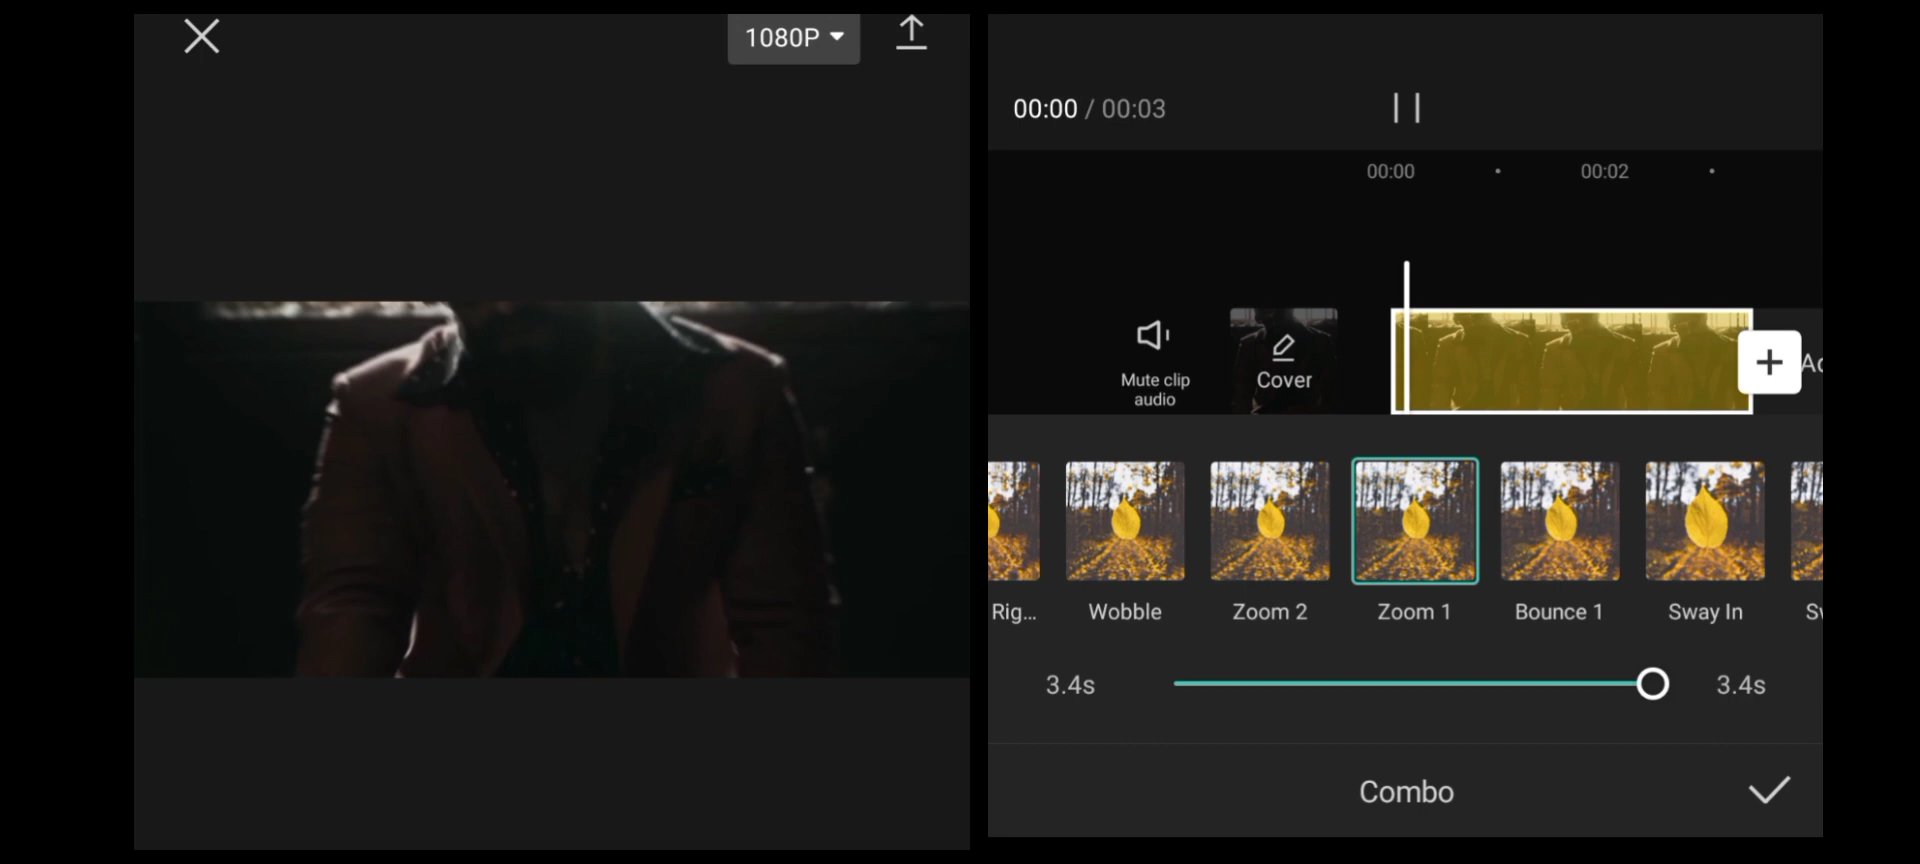 1080P
00:00 / 00:03
00:00
00:02
Mute clip
audio
Cover
Rig...
Wobble
Zoom 2
Zoom 1
Bounce 1
Sway In
3.4s
3.4s
Combo